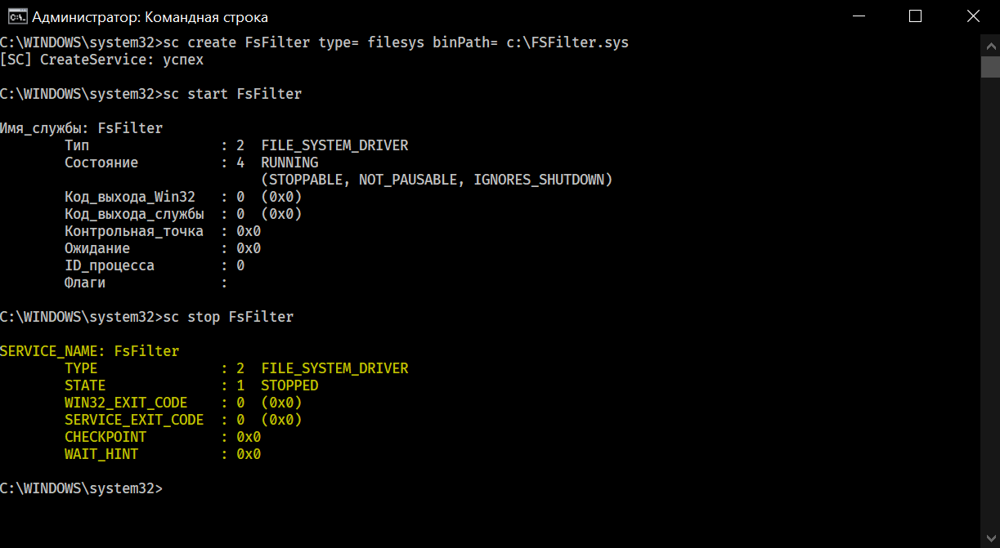 Администратор: Командная строка
C:\WINDOWS\system32>sc create FsFilter type= filesys binPath= c:\FSFilter.sys
[SC] CreateService: успех
C:\WINDOWS\system32>sc start FsFilter
Имя_службы: FsFilter
Тип : 2 FILE_SYSTEM_DRIVER
Состояние : 4 RUNNING
(STOPPABLE, NOT_PAUSABLE, IGNORES_SHUTDOWN)
Код_выхода_Win32 : 0 (0x0)
Код_выхода_службы : 0 (0x0)
Контрольная_точка : 0x0
Ожидание : 0x0
ID_процесса : 0
Флаги :
C:\WINDOWS\system32>sc stop FsFilter
SERVICE_NAME: FsFilter
TYPE : 2 FILE_SYSTEM_DRIVER
STATE : 1 STOPPED
WIN32_EXIT_CODE : 0 (0x0)
SERVICE_EXIT_CODE : 0 (0x0)
CHECKPOINT : 0x0
WAIT_HINT : 0x0
C:\WINDOWS\system32>